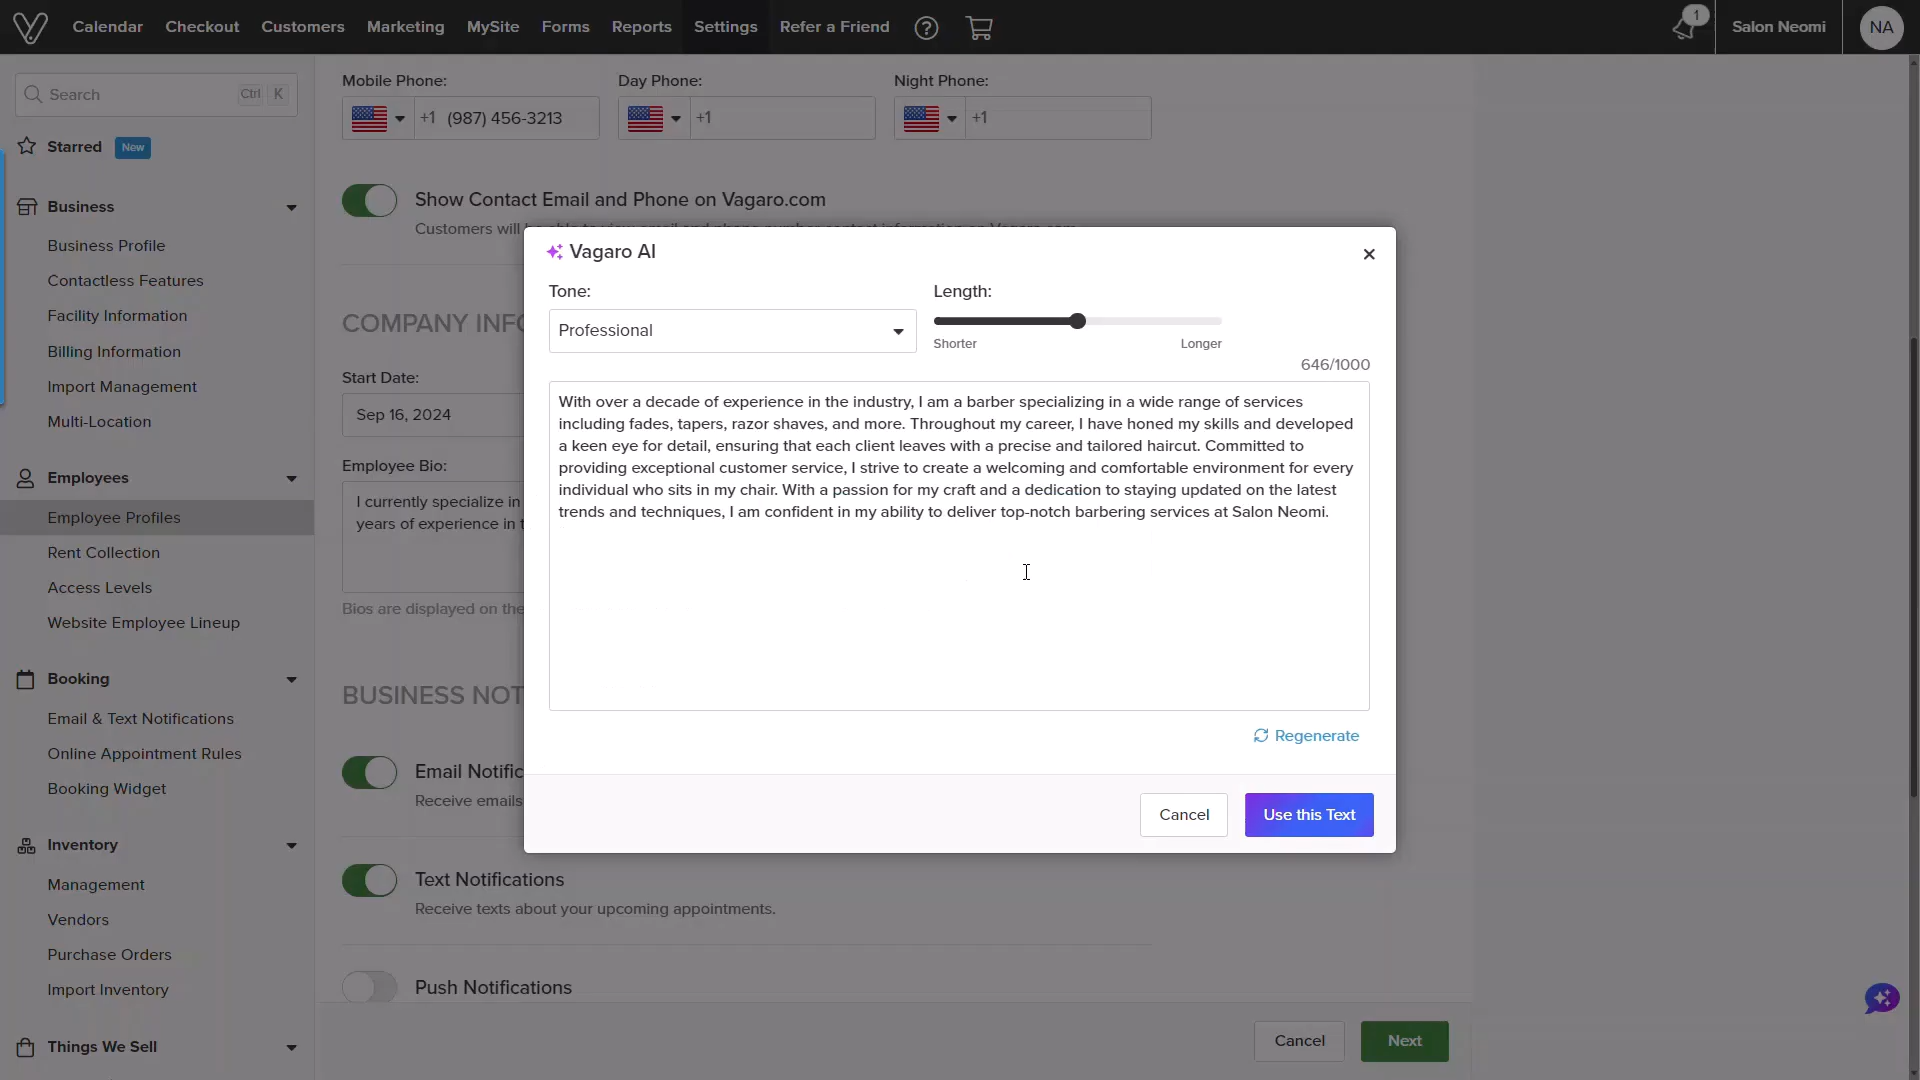 Calendar
Checkout
Customers
Marketing
MySite
Forms
Reports
Settings
Refer a Friend
1
Salon Neomi
NA
Search
Ctrl
K
Starred
New
Business
Business Profile
Contactless Features
Facility Information
Billing Information
Import Management
Multi-Location
Employees
Employee Profiles
Rent Collection
Access Levels
Website Employee Lineup
Booking
Email & Text Notifications
Online Appointment Rules
Booking Widget
Inventory
Management
Vendors
Purchase Orders
Import Inventory
Things We Sell
Mobile Phone:
Day Phone:
Night Phone:
+1 (987) 456-3213
+1
+1
Show Contact Email and Phone on Vagaro.com
Customers will
COMPANY INFO
Start Date:
Sep 16, 2024
Employee Bio:
I currently specialize in
years of experience in t
Bios are displayed on the
BUSINESS NOT
Email Notific
Receive emails
Text Notifications
Receive texts about your upcoming appointments.
Push Notifications
Cancel
Next
Vagaro AI
Tone:
Professional
Length:
Shorter
Longer
646/1000
With over a decade of experience in the industry, I am a barber specializing in a wide range of services
including fades, tapers, razor shaves, and more. Throughout my career, I have honed my skills and developed
a keen eye for detail, ensuring that each client leaves with a precise and tailored haircut. Committed to
providing exceptional customer service, I strive to create a welcoming and comfortable environment for every
individual who sits in my chair. With a passion for my craft and a dedication to staying updated on the latest
trends and techniques, I am confident in my ability to deliver top-notch barbering services at Salon Neomi.
Regenerate
Cancel
Use this Text